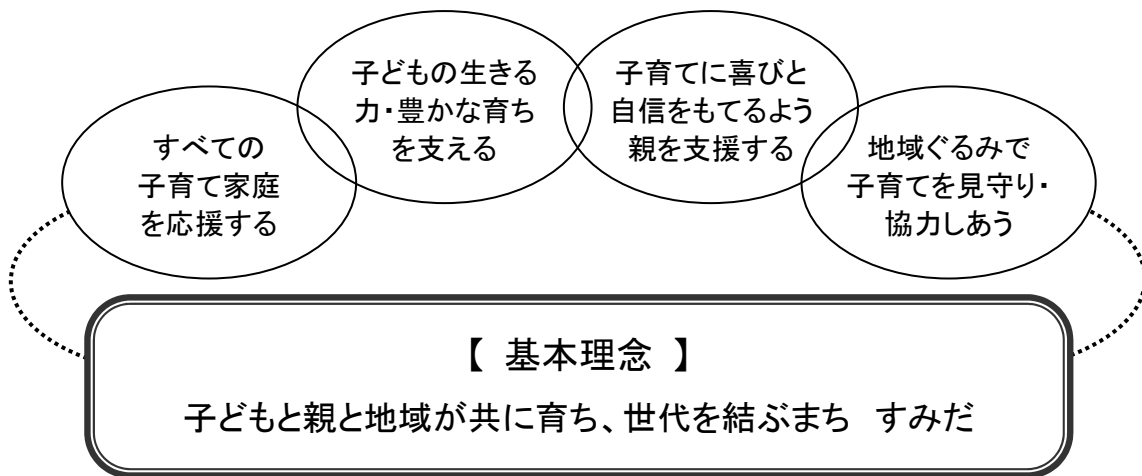 すべての
子育て家庭
を応援する
子どもの生きる
力・豊かな育ち
を支える
子育てに喜びと
自信をもてるよう
親を支援する
地域ぐるみで
子育てを見守り・
協力しあう
【 基本理念 】
子どもと親と地域が共に育ち、世代を結ぶまち　すみだ